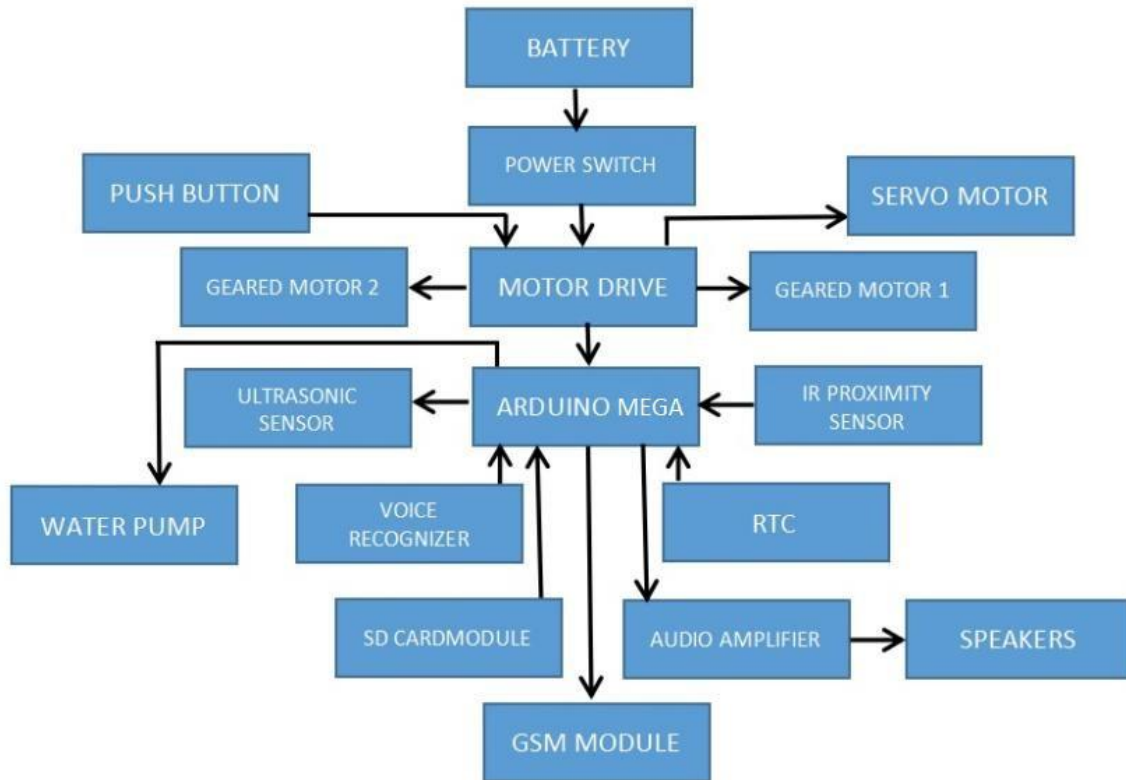 BATTERY
POWER SWITCH
PUSH BUTTON
SERVO MOTOR
GEARED MOTOR 2
MOTOR DRIVE
GEARED MOTOR 1
ULTRASONIC
SENSOR
ARDUINO MEGA
IR PROXIMITY
SENSOR
WATER PUMP
VOICE
RECOGNIZER
RTC
SD CARDMODULE
AUDIO AMPLIFIER
SPEAKERS
GSM MODULE